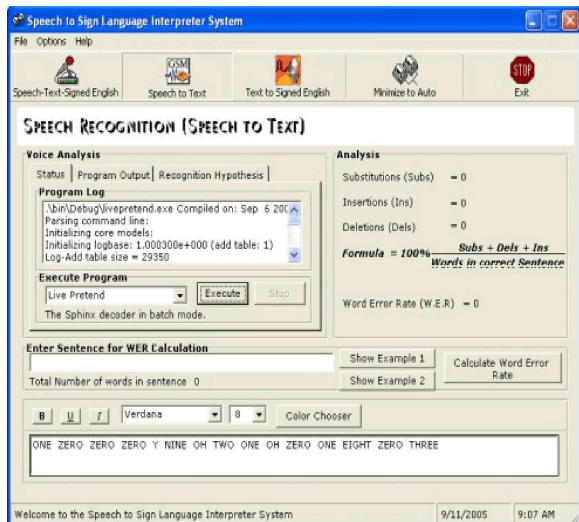 Speech to Sign Language Interpreter System
File Options Help
GSM
STOP
Speech-Text-Signed English Speech to Text Text to Signed English Minimize to Auto Exit
SPEECH RECOGNITION (SPEECH TO TEXT)
Voice Analysis
Status Program Output Recognition Hypothesis
Program Log
.\bin\Debug\livepretend.exe Compiled on: Sep 6 200
Parsing command line:
Initializing core models:
Initializing logbase: 1.000300e+000 (add table: 1)
Log-Add table size = 29350
Execute Program
Live Pretend Execute Stop
The Sphinx decoder in batch mode.
Analysis
Substitutions (Subs) = 0
Insertions (Ins) = 0
Deletions (Dels) = 0
Formula = 100% Subs + Dels + Ins
Words in correct Sentence
Word Error Rate (W.E.R) = 0
Enter Sentence for WER Calculation
Total Number of words in sentence 0
Show Example 1
Show Example 2
Calculate Word Error
Rate
B U I Verdana 8 Color Chooser
ONE ZERO ZERO ZERO Y NINE OH TWO ONE OH ZERO ONE EIGHT ZERO THREE
Welcome to the Speech to Sign Language Interpreter System 9/11/2005 9:07 AM